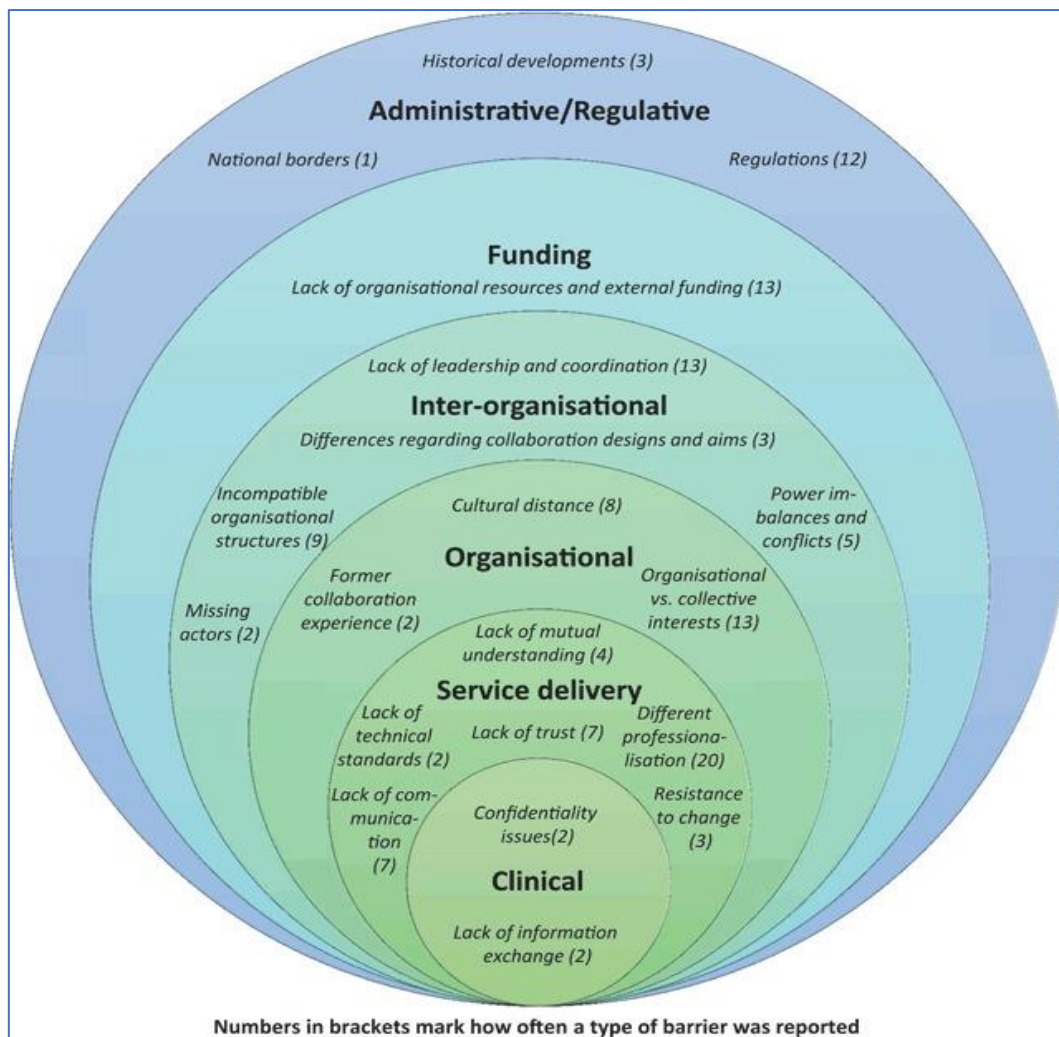 Historical developments (3)
Administrative/Regulative
National borders (1)
Regulations (12)
Funding
Lack of organisational resources and external funding (13)
Lack of leadership and coordination (13)
Inter-organisational
Differences regarding collaboration designs and aims (3)
Incompatible
organisational
structures (9)
Power im-
balances and
conflicts (5)
Missing
actors (2)
Cultural distance (8)
Organisational
Former
collaboration
experience (2)
Organisational
vs. collective
interests (13)
Lack of mutual
understanding (4)
Service delivery
Lack of
technical
standards (2)
Lack of trust (7)
Different
professiona-
lisation (20)
Lack of com-
munica-
tion
(7)
Resistance
to change
(3)
Confidentiality
issues(2)
Clinical
Lack of information
exchange (2)
Numbers in brackets mark how often a type of barrier was reported